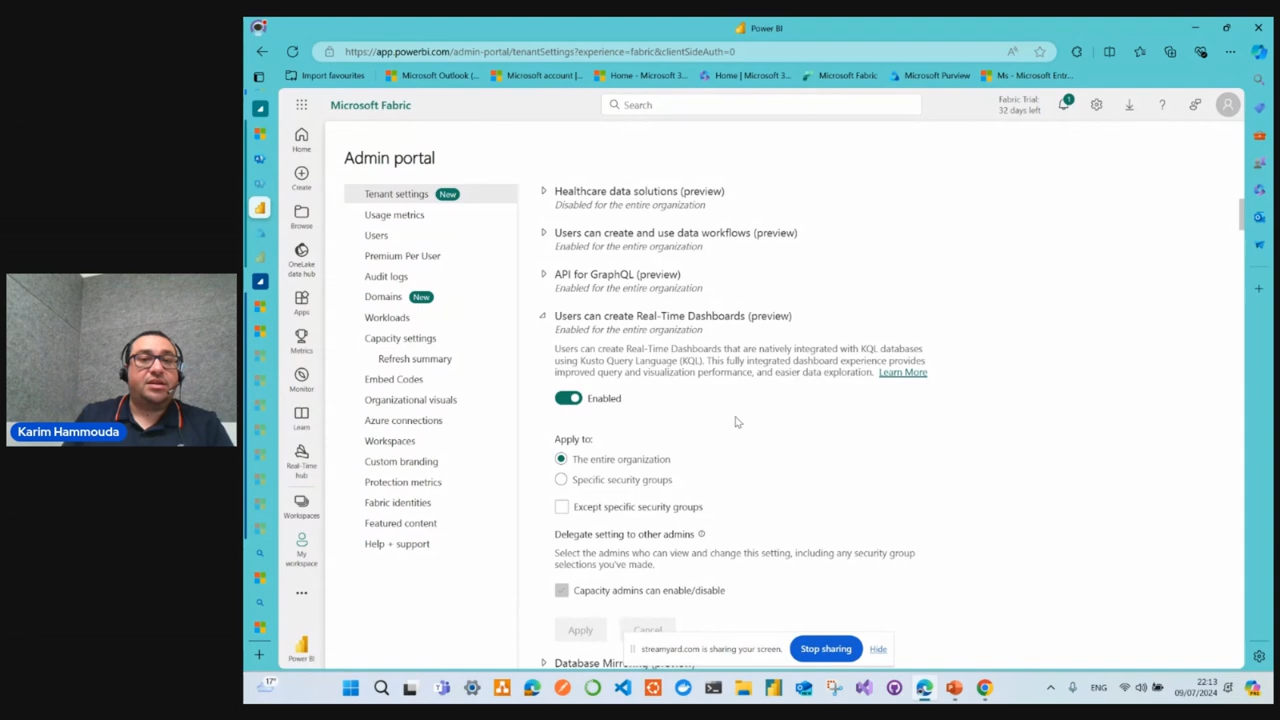 Power BI
https://app.powerbi.com/admin-portal/tenantSettings?experience=fabric&clientSideAuth=0
Import favourites
Microsoft Outlook (...
Microsoft account |...
Home - Microsoft 3...
Home | Microsoft 3...
Microsoft Fabric
Microsoft Purview
Ms - Microsoft Entr...
Microsoft Fabric
Search
Fabric Trial:
32 days left
1
Home
Create
Browse
OneLake
data hub
Apps
Metrics
Monitor
Learn
Real-Time
hub
Workspaces
My
workspace
Power BI
Admin portal
Tenant settings New
Usage metrics
Users
Premium Per User
Audit logs
Domains New
Workloads
Capacity settings
Refresh summary
Embed Codes
Organizational visuals
Azure connections
Workspaces
Custom branding
Protection metrics
Fabric identities
Featured content
Help + support
Healthcare data solutions (preview)
Disabled for the entire organization
Users can create and use data workflows (preview)
Enabled for the entire organization
API for GraphQL (preview)
Enabled for the entire organization
Users can create Real-Time Dashboards (preview)
Enabled for the entire organization
Users can create Real-Time Dashboards that are natively integrated with KQL databases
using Kusto Query Language (KQL). This fully integrated dashboard experience provides
improved query and visualization performance, and easier data exploration. Learn More
Enabled
Apply to:
The entire organization
Specific security groups
Except specific security groups
Delegate setting to other admins
Select the admins who can view and change this setting, including any security group
selections you've made.
Capacity admins can enable/disable
Apply
Cancel
streamyard.com is sharing your screen.
Stop sharing
Hide
Database Mirroring (preview)
Karim Hammouda
17°
ENG
22:13
09/07/2024